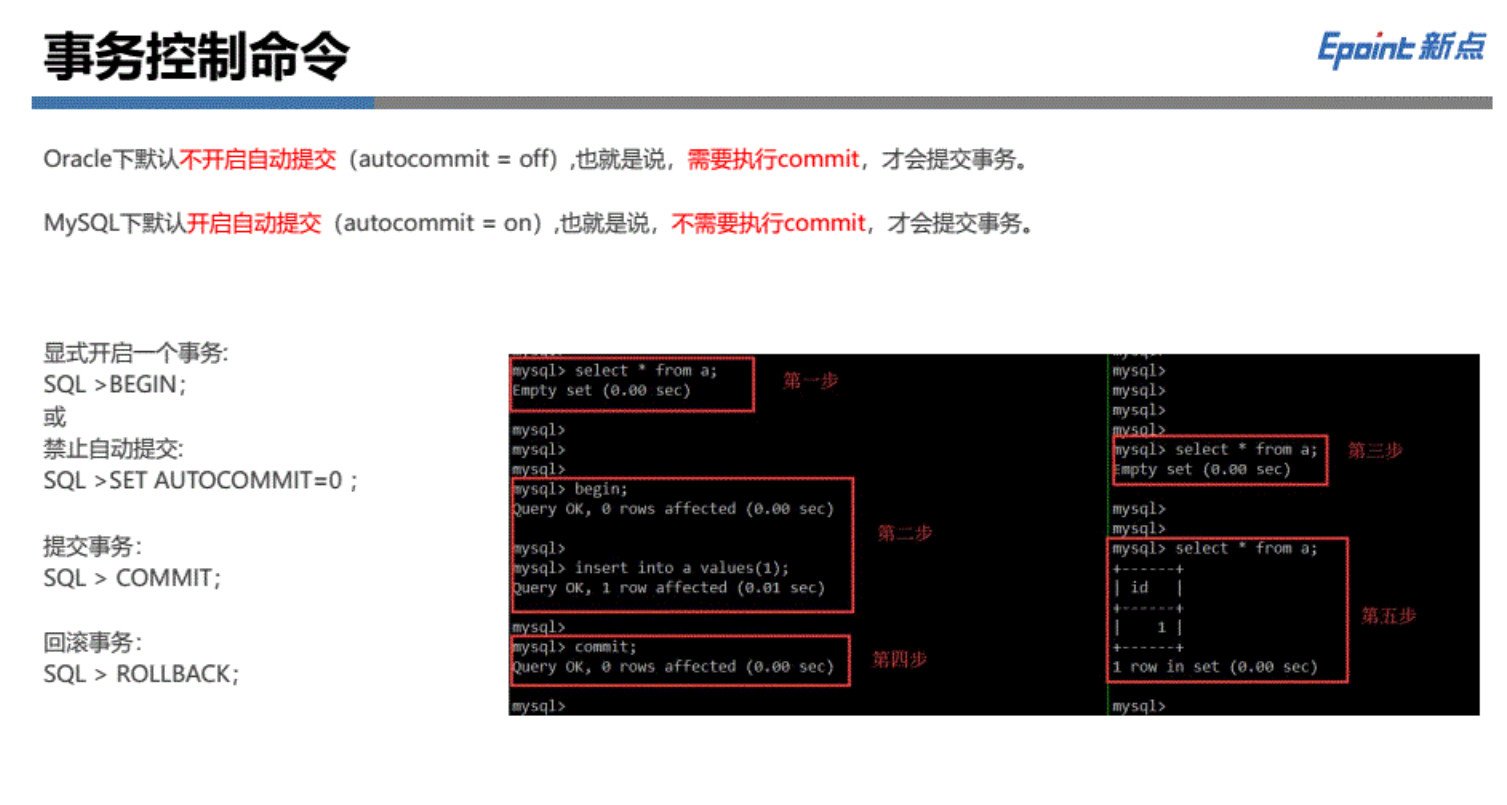 事务控制命令
Epoint 新点
Oracle下默认不开启自动提交（autocommit = off）,也就是说，需要执行commit，才会提交事务。
MySQL下默认开启自动提交（autocommit = on）,也就是说，不需要执行commit，才会提交事务。
显式开启一个事务:
SQL >BEGIN;
或
禁止自动提交:
SQL >SET AUTOCOMMIT=0 ;
提交事务:
SQL > COMMIT;
回滚事务:
SQL > ROLLBACK;
mysql> select * from a;
Empty set (0.00 sec)
第一步
mysql>
mysql>
mysql>
mysql> begin;
Query OK, 0 rows affected (0.00 sec)
第二步
mysql>
mysql> insert into a values(1);
Query OK, 1 row affected (0.01 sec)
mysql>
mysql> commit;
Query OK, 0 rows affected (0.00 sec)
第四步
mysql>
mysql>
mysql>
mysql>
mysql>
mysql> select * from a;
Empty set (0.00 sec)
第三步
mysql>
mysql>
mysql> select * from a;
+------+
| id   |
+------+
|    1 |
+------+
1 row in set (0.00 sec)
第五步
mysql>